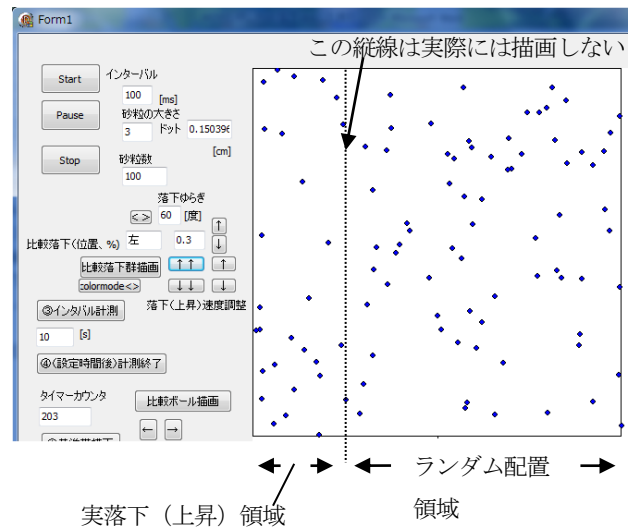 Form1
この縦線は実際には描画しない
Start
インターバル
100 [ms]
Pause
砂粒の大きさ
3 ドット 0.150396
[cm]
Stop
砂粒数
100
落下ゆらぎ
<> 60 [度]
↑
比較落下(位置、%) 左 0.3 ↓
比較落下群描画 ↑↑ ↑
colormode<> ↓↓ ↓
③インタバル計測 落下(上昇)速度調整
10 [s]
④(設定時間後)計測終了
タイマーカウンタ 比較ボール描画
203
← →
ランダム配置
領域
実落下（上昇）領域